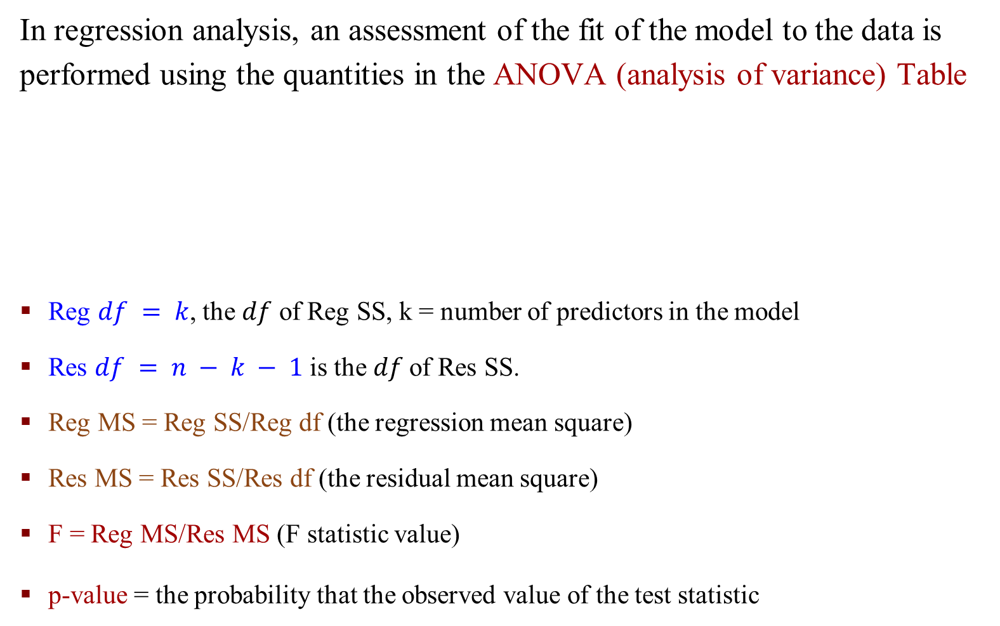 In regression analysis, an assessment of the fit of the model to the data is
performed using the quantities in the ANOVA (analysis of variance) Table
▪ Reg df = k, the df of Reg SS, k = number of predictors in the model
▪ Res df = n − k − 1 is the df of Res SS.
▪ Reg MS = Reg SS/Reg df (the regression mean square)
▪ Res MS = Res SS/Res df (the residual mean square)
▪ F = Reg MS/Res MS (F statistic value)
▪ p-value = the probability that the observed value of the test statistic